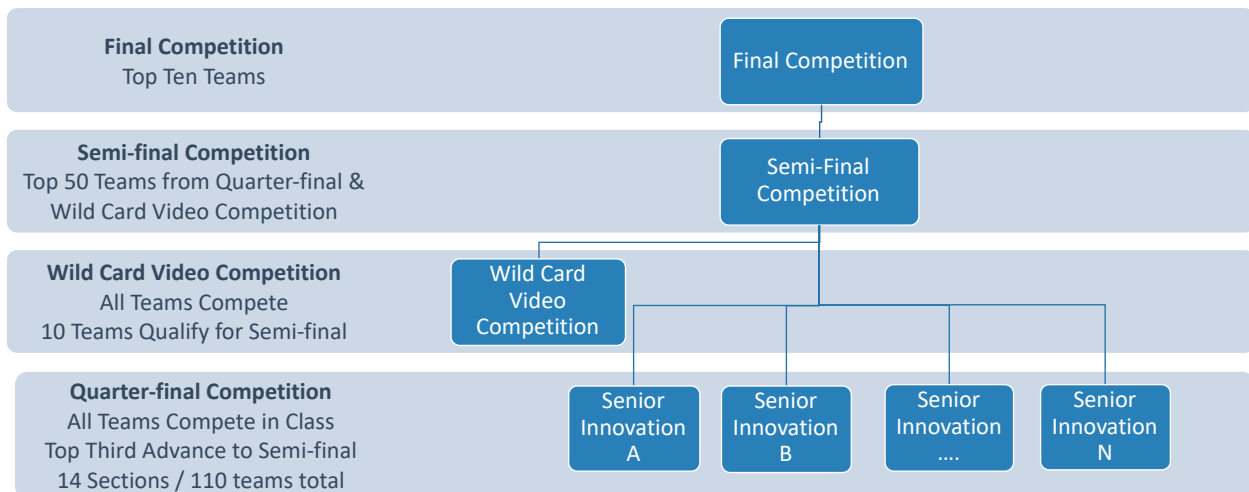 Final Competition
Top Ten Teams
Final Competition
Semi-final Competition
Top 50 Teams from Quarter-final &
Wild Card Video Competition
Semi-Final
Competition
Wild Card Video Competition
All Teams Compete
10 Teams Qualify for Semi-final
Wild Card
Video
Competition
Quarter-final Competition
All Teams Compete in Class
Top Third Advance to Semi-final
14 Sections / 110 teams total
Senior
Innovation
A
Senior
Innovation
B
Senior
Innovation
....
Senior
Innovation
N